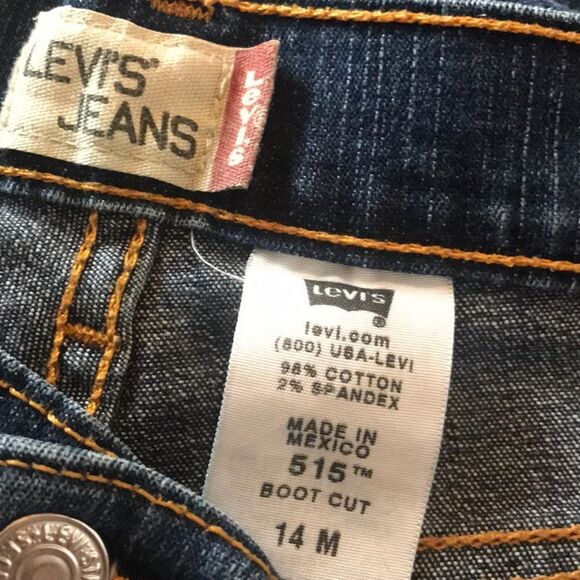 LEVI'S®
JEANS
Levi's
Levi's
®
levi.com
(800) USA-LEVI
98% COTTON
2% SPANDEX
MADE IN
MEXICO
515™
BOOT CUT
14 M